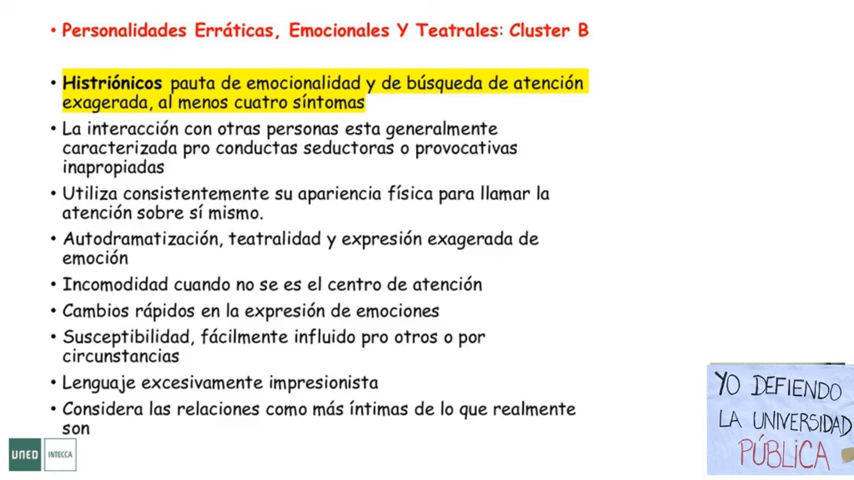 • Personalidades Erráticas, Emocionales Y Teatrales: Cluster B
• Histriónicos pauta de emocionalidad y de búsqueda de atención
exagerada, al menos cuatro síntomas
• La interacción con otras personas esta generalmente
caracterizada pro conductas seductoras o provocativas
inapropiadas
• Utiliza consistentemente su apariencia física para llamar la
atención sobre sí mismo.
• Autodramatización, teatralidad y expresión exagerada de
emoción
• Incomodidad cuando no se es el centro de atención
• Cambios rápidos en la expresión de emociones
• Susceptibilidad, fácilmente influido pro otros o por
circunstancias
• Lenguaje excesivamente impresionista
• Considera las relaciones como más íntimas de lo que realmente
son
UNED INTECCA
YO DEFIENDO
LA UNIVERSIDAD
PÚBLICA